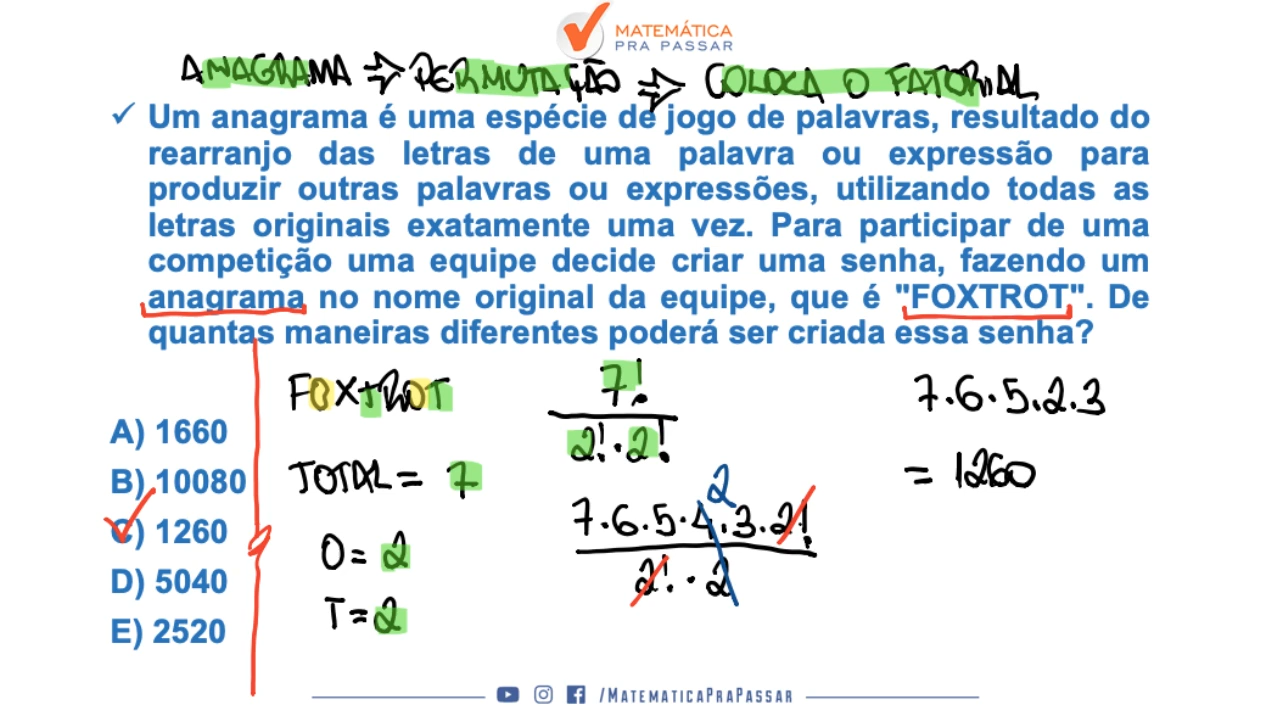 MATEMÁTICA
PRA PASSAR
ANAGRAMA ⇒ PERMUTAÇÃO ⇒ COLOCA O FATORIAL
✓ Um anagrama é uma espécie de jogo de palavras, resultado do
rearranjo das letras de uma palavra ou expressão para
produzir outras palavras ou expressões, utilizando todas as
letras originais exatamente uma vez. Para participar de uma
competição uma equipe decide criar uma senha, fazendo um
anagrama no nome original da equipe, que é "FOXTROT". De
quantas maneiras diferentes poderá ser criada essa senha?
A) 1660
B) 10080
C) 1260
D) 5040
E) 2520
FOXTROT
TOTAL = 7
O = 2
T = 2
7!
2! . 2!
2
7.6.5.4.3.2!
2! . 2
7.6.5.2.3
= 1260
/MATEMATICAPRAPASSAR